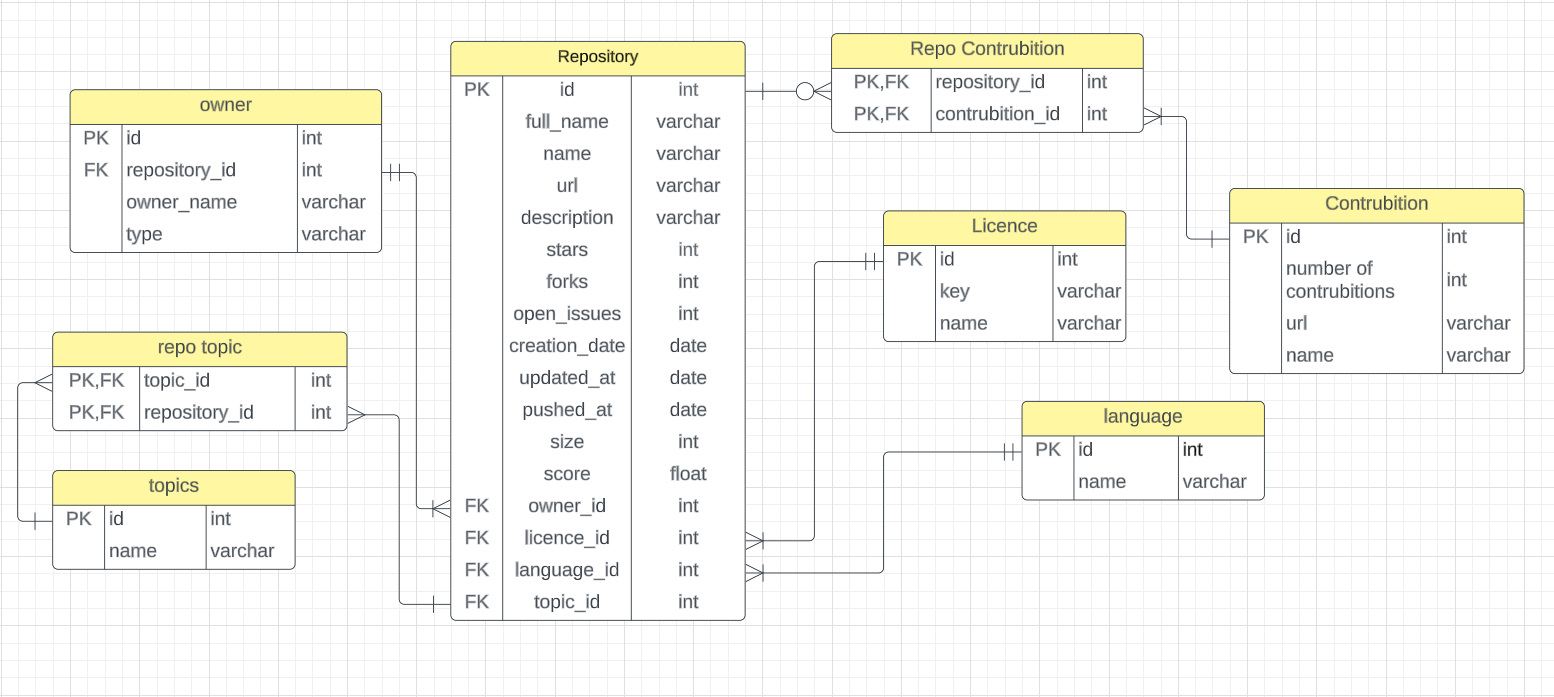 owner
PK id int
FK repository_id int
owner_name varchar
type varchar
repo topic
PK,FK topic_id int
PK,FK repository_id int
topics
PK id int
name varchar
Repository
PK id int
full_name varchar
name varchar
url varchar
description varchar
stars int
forks int
open_issues int
creation_date date
updated_at date
pushed_at date
size int
score float
FK owner_id int
FK licence_id int
FK language_id int
FK topic_id int
Repo Contrubition
PK,FK repository_id int
PK,FK contrubition_id int
Licence
PK id int
key varchar
name varchar
Contrubition
PK id int
number of
contrubitions int
url varchar
name varchar
language
PK id int
name varchar